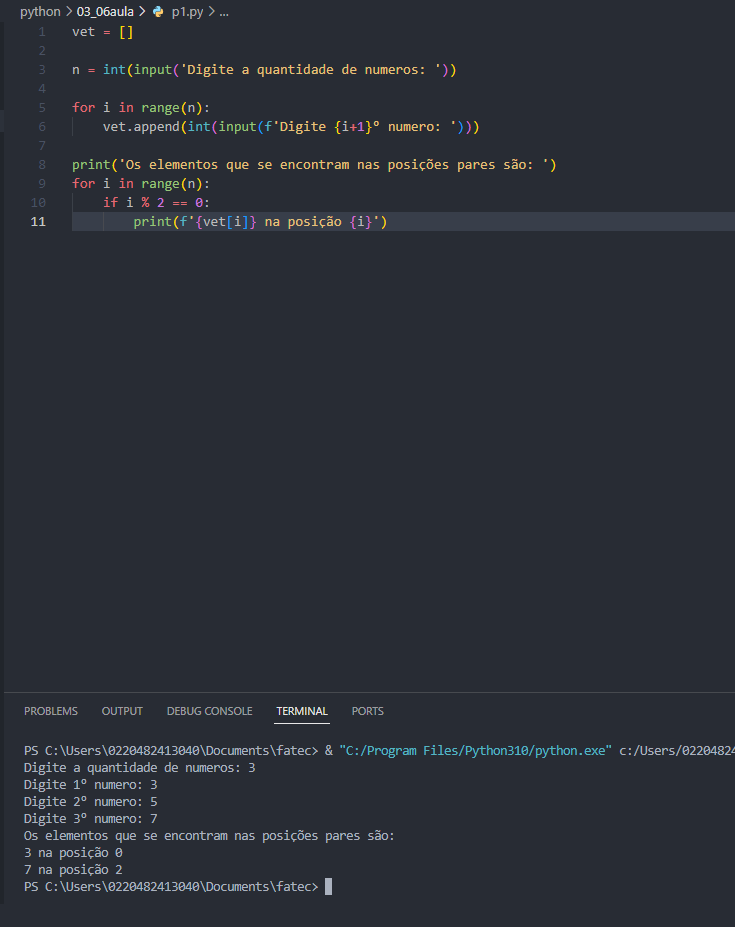 python > 03_06aula > p1.py > ...
1 vet = []
2
3 n = int(input('Digite a quantidade de numeros: '))
4
5 for i in range(n):
6     vet.append(int(input(f'Digite {i+1}º numero: ')))
7
8 print('Os elementos que se encontram nas posições pares são: ')
9 for i in range(n):
10     if i % 2 == 0:
11         print(f'{vet[i]} na posição {i}')
PROBLEMS OUTPUT DEBUG CONSOLE TERMINAL PORTS
PS C:\Users\0220482413040\Documents\fatec> & "C:/Program Files/Python310/python.exe" c:/Users/0220482
Digite a quantidade de numeros: 3
Digite 1º numero: 3
Digite 2º numero: 5
Digite 3º numero: 7
Os elementos que se encontram nas posições pares são:
3 na posição 0
7 na posição 2
PS C:\Users\0220482413040\Documents\fatec>